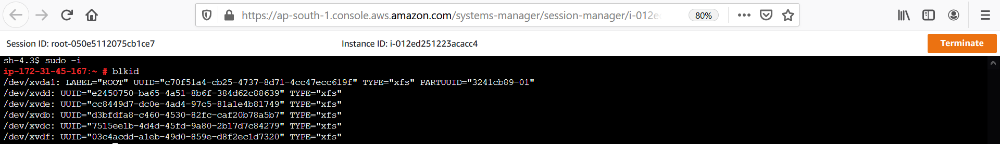 https://ap-south-1.console.aws.amazon.com/systems-manager/session-manager/i-012ed
80%
Session ID: root-050e5112075cb1ce7
Instance ID: i-012ed251223acacc4
Terminate
sh-4.3$ sudo -i
ip-172-31-45-167:~ # blkid
/dev/xvda1: LABEL="ROOT" UUID="c70f51a4-cb25-4737-8d71-4cc47ecc619f" TYPE="xfs" PARTUUID="3241cb89-01"
/dev/xvdd: UUID="e2450750-ba65-4a51-8b6f-384d62c88639" TYPE="xfs"
/dev/xvde: UUID="cc8449d7-dc0e-4ad4-97c5-81a1e4b81749" TYPE="xfs"
/dev/xvdb: UUID="d3bfdfa8-c460-4530-82fc-caf20b78a5b7" TYPE="xfs"
/dev/xvdc: UUID="7515ee1b-4d4d-45fd-9a80-2b17d7c84279" TYPE="xfs"
/dev/xvdf: UUID="03c4acdd-a1eb-49d0-859e-d8f2ec1d7320" TYPE="xfs"